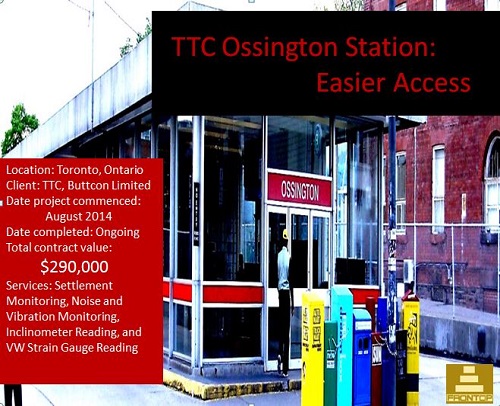 TTC Ossington Station:
Easier Access
Location: Toronto, Ontario
Client: TTC, Buttcon Limited
Date project commenced:
August 2014
Date completed: Ongoing
Total contract value:
$290,000
Services: Settlement
Monitoring, Noise and
Vibration Monitoring,
Inclinometer Reading, and
VW Strain Gauge Reading
OSSINGTON
FRONTOP